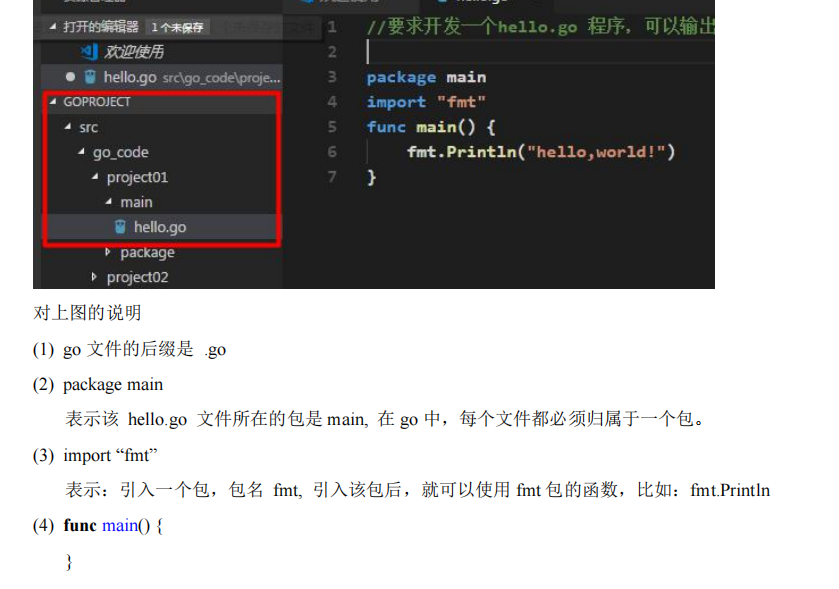 打开的编辑器 1 个未保存
欢迎使用
hello.go src\go_code\proje...
GOPROJECT
src
go_code
project01
main
hello.go
package
project02
1 //要求开发一个hello.go 程序，可以输出
2
3 package main
4 import "fmt"
5 func main() {
6 fmt.Println("hello,world!")
7 }
对上图的说明
(1) go 文件的后缀是 .go
(2) package main
表示该 hello.go 文件所在的包是 main, 在 go 中，每个文件都必须归属于一个包。
(3) import “fmt”
表示：引入一个包，包名 fmt, 引入该包后，就可以使用 fmt 包的函数，比如：fmt.Println
(4) func main() {
}